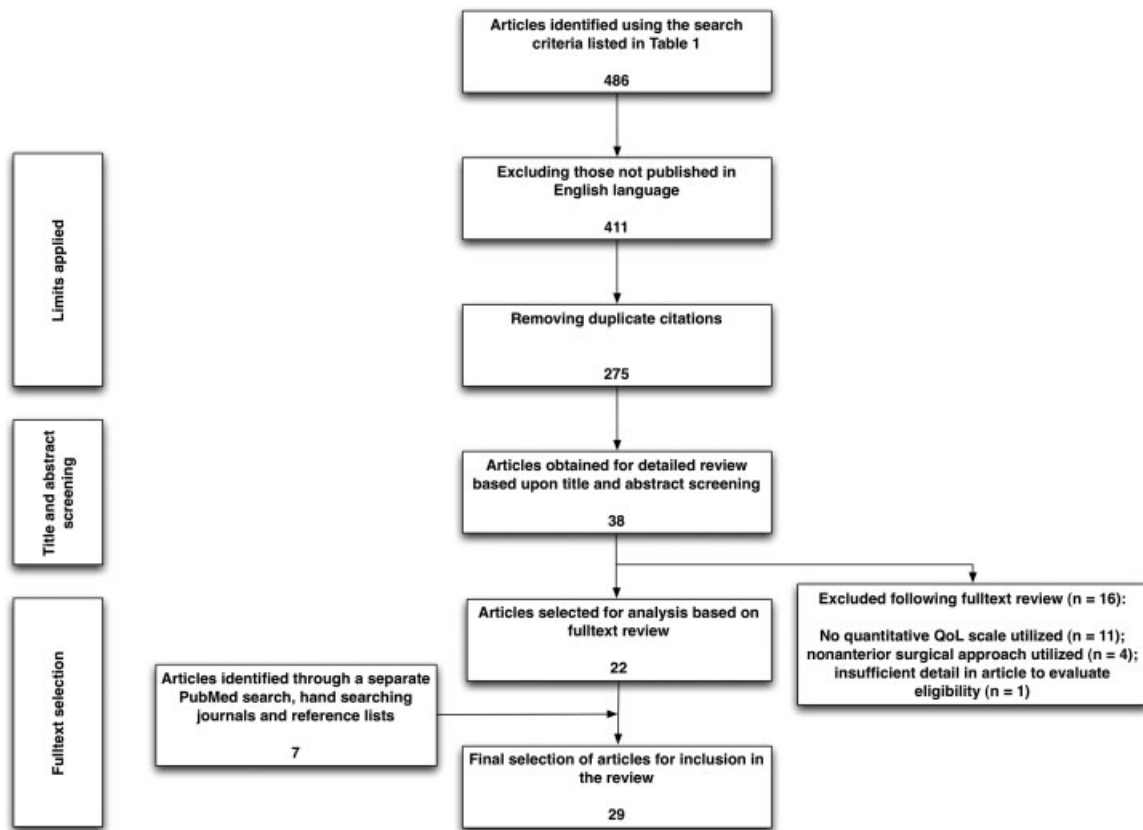 Articles identified using the search
criteria listed in Table 1
486
Limits applied
Excluding those not published in
English language
411
Removing duplicate citations
275
Title and abstract
screening
Articles obtained for detailed review
based upon title and abstract screening
38
Fulltext selection
Articles selected for analysis based on
fulltext review
22
Excluded following fulltext review (n = 16):
No quantitative QoL scale utilized (n = 11);
nonanterior surgical approach utilized (n = 4);
insufficient detail in article to evaluate
eligibility (n = 1)
Articles identified through a separate
PubMed search, hand searching
journals and reference lists
7
Final selection of articles for inclusion in
the review
29